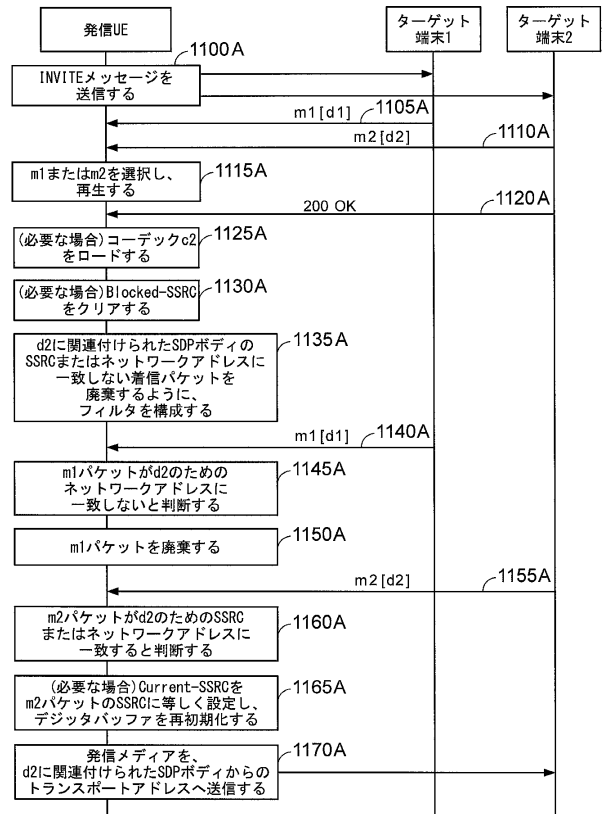 発信UE
ターゲット
端末1
ターゲット
端末2
1100A
INVITEメッセージを
送信する
m1[d1]
1105A
m2[d2]
1110A
m1またはm2を選択し、
再生する
1115A
200 OK
1120A
(必要な場合)コーデックc2
をロードする
1125A
(必要な場合)Blocked-SSRC
をクリアする
1130A
d2に関連付けられたSDPボディの
SSRCまたはネットワークアドレスに
一致しない着信パケットを
廃棄するように、
フィルタを構成する
1135A
m1[d1]
1140A
m1パケットがd2のための
ネットワークアドレスに
一致しないと判断する
1145A
m1パケットを廃棄する
1150A
m2[d2]
1155A
m2パケットがd2のためのSSRC
またはネットワークアドレスに
一致すると判断する
1160A
(必要な場合)Current-SSRCを
m2パケットのSSRCに等しく設定し、
デジッタバッファを再初期化する
1165A
発信メディアを、
d2に関連付けられたSDPボディからの
トランスポートアドレスへ送信する
1170A